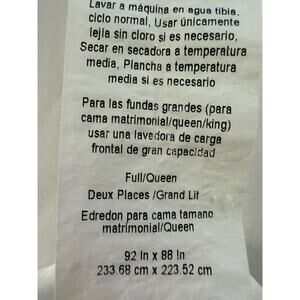 Lavar a máquina en agua tibia,
ciclo normal, Usar únicamente
lejía sin cloro si es necesario,
Secar en secadora a temperatura
media, Plancha a temperatura
media si es necesario
Para las fundas grandes (para
cama matrimonial/queen/king)
usar una lavadora de carga
frontal de gran capacidad
Full/Queen
Deux Places /Grand Lit
Edredon para cama tamano
matrimonial/Queen
92 In x 88 In
233.68 cm x 223.52 cm